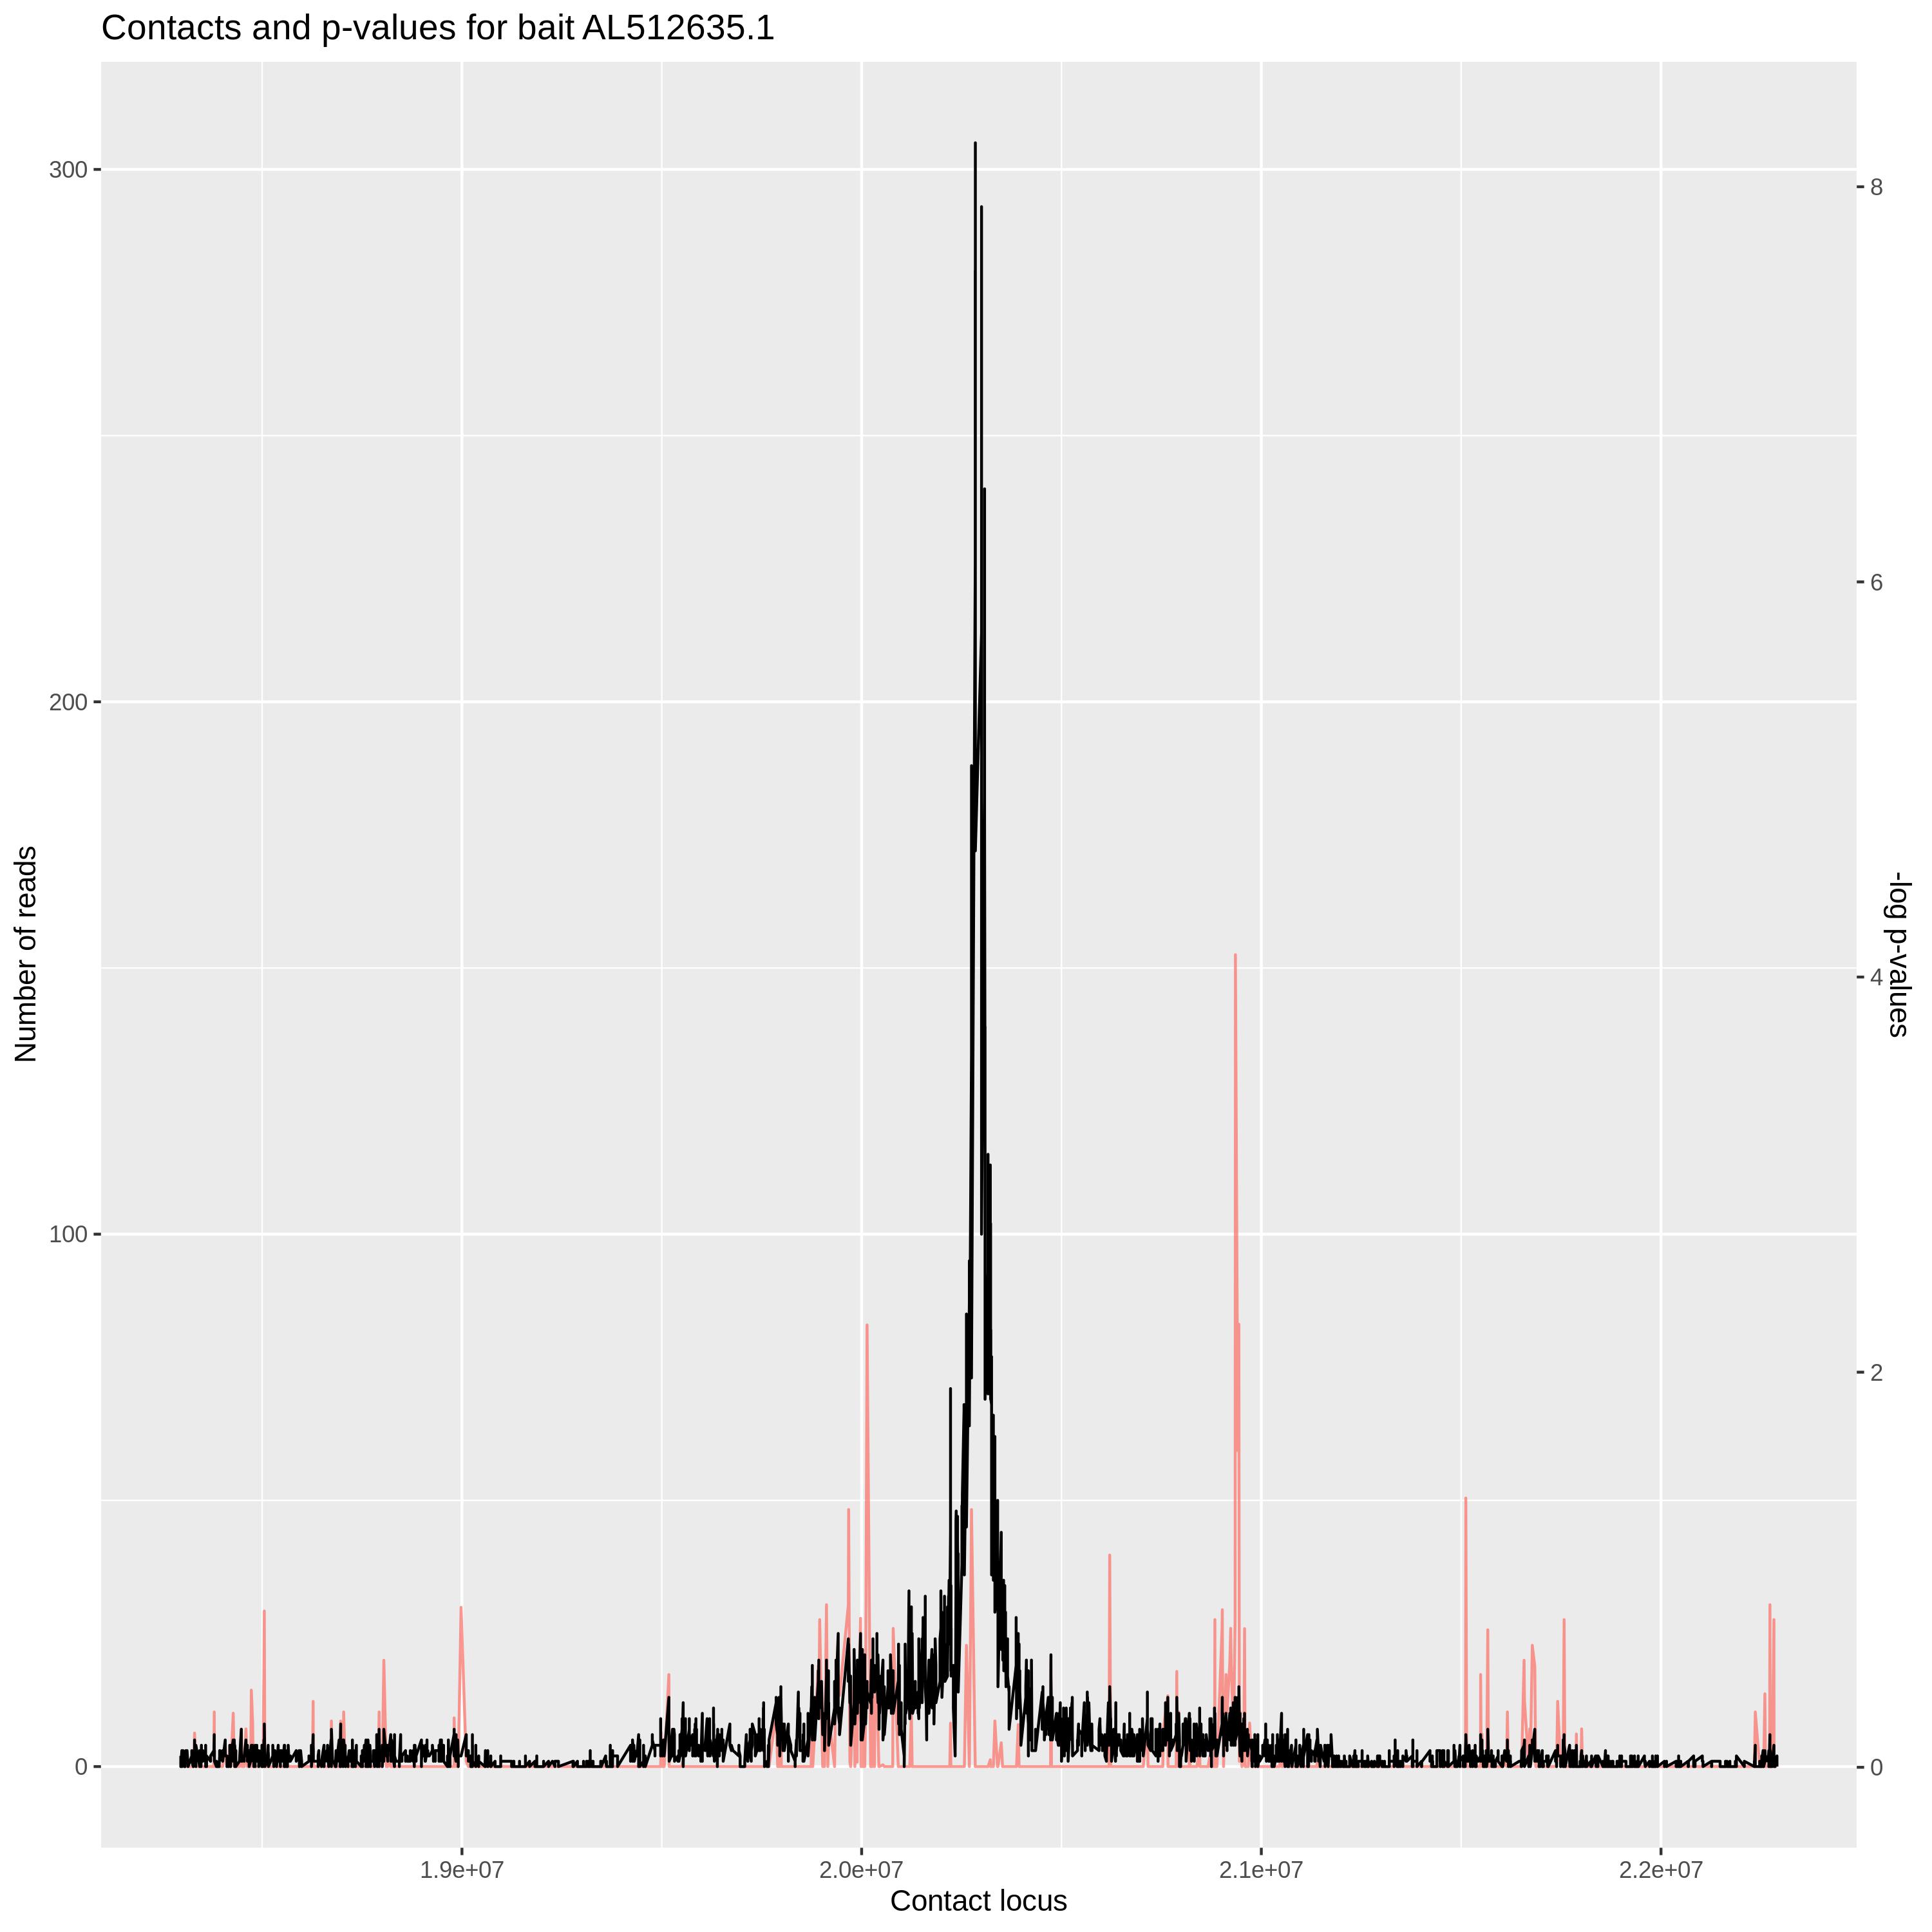 Contacts and p-values for bait AL512635.1
300
200
100
0
Number of reads
8
6
4
2
0
-log p-values
1.9e+07
2.0e+07
2.1e+07
2.2e+07
Contact locus